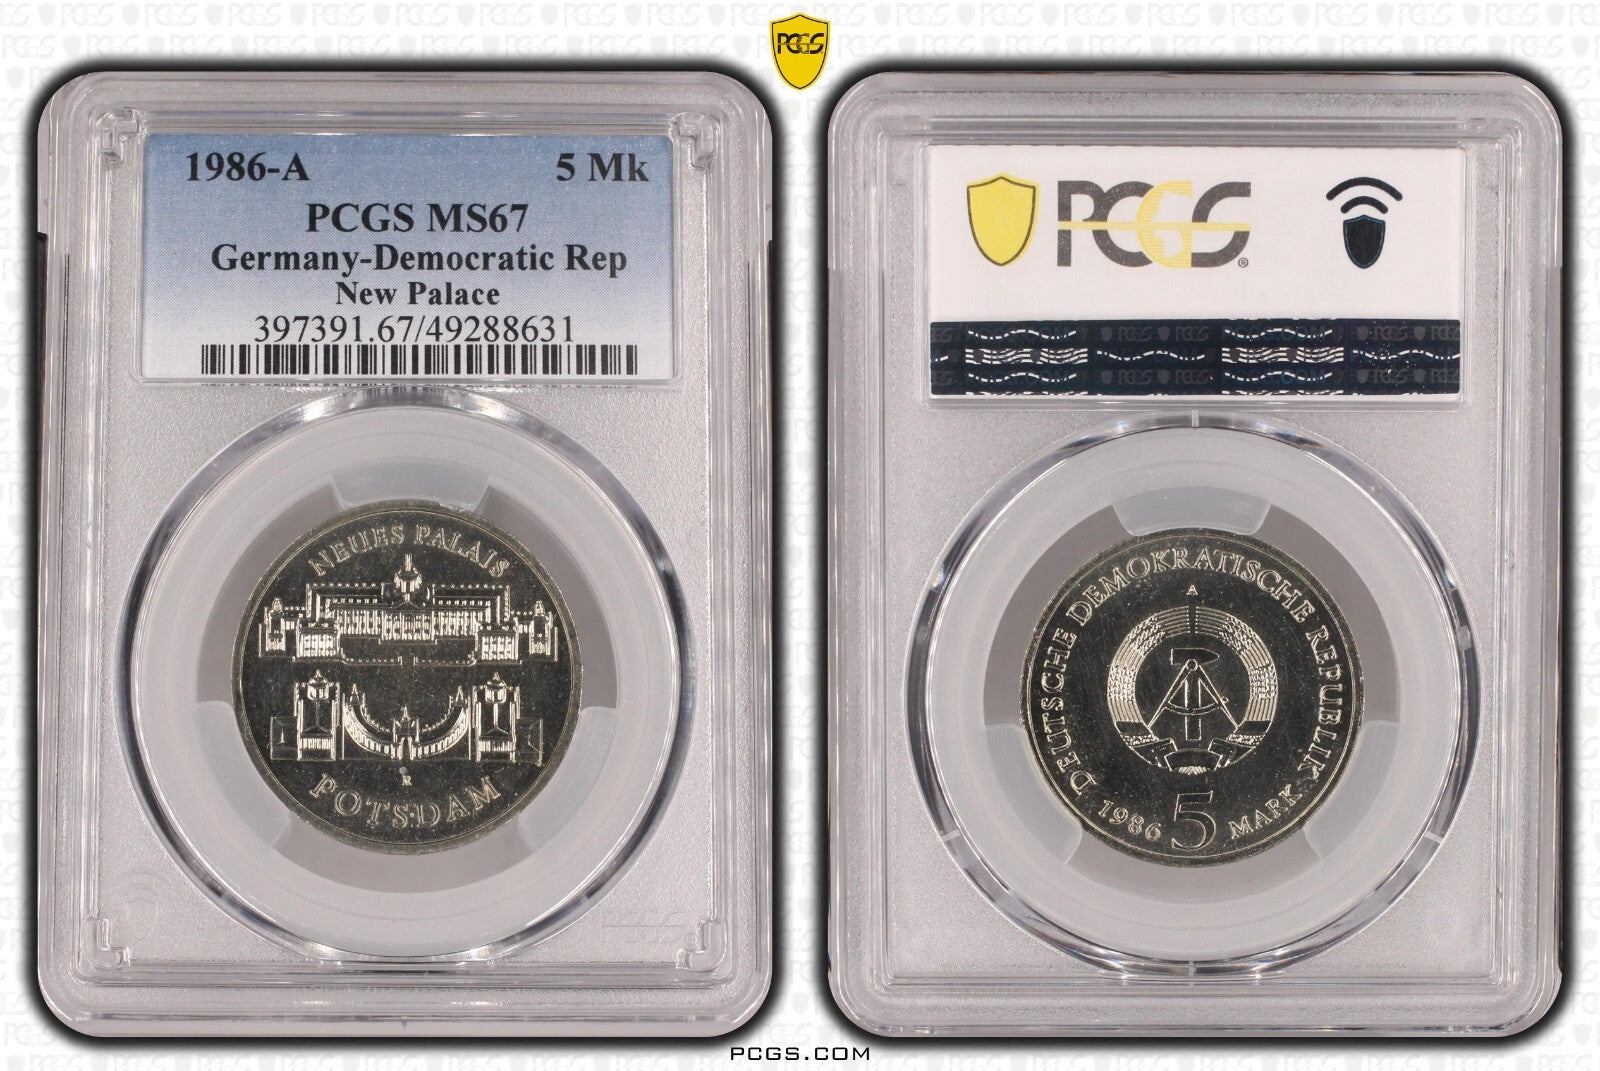 PCGS
1986-A 5 Mk
PCGS MS67
Germany-Democratic Rep
New Palace
397391.67/49288631
NEUES PALAIS
R
POTSDAM
PCGS®
DEUTSCHE DEMOKRATISCHE REPUBLIK
A
1986 5 MARK
PCGS.COM